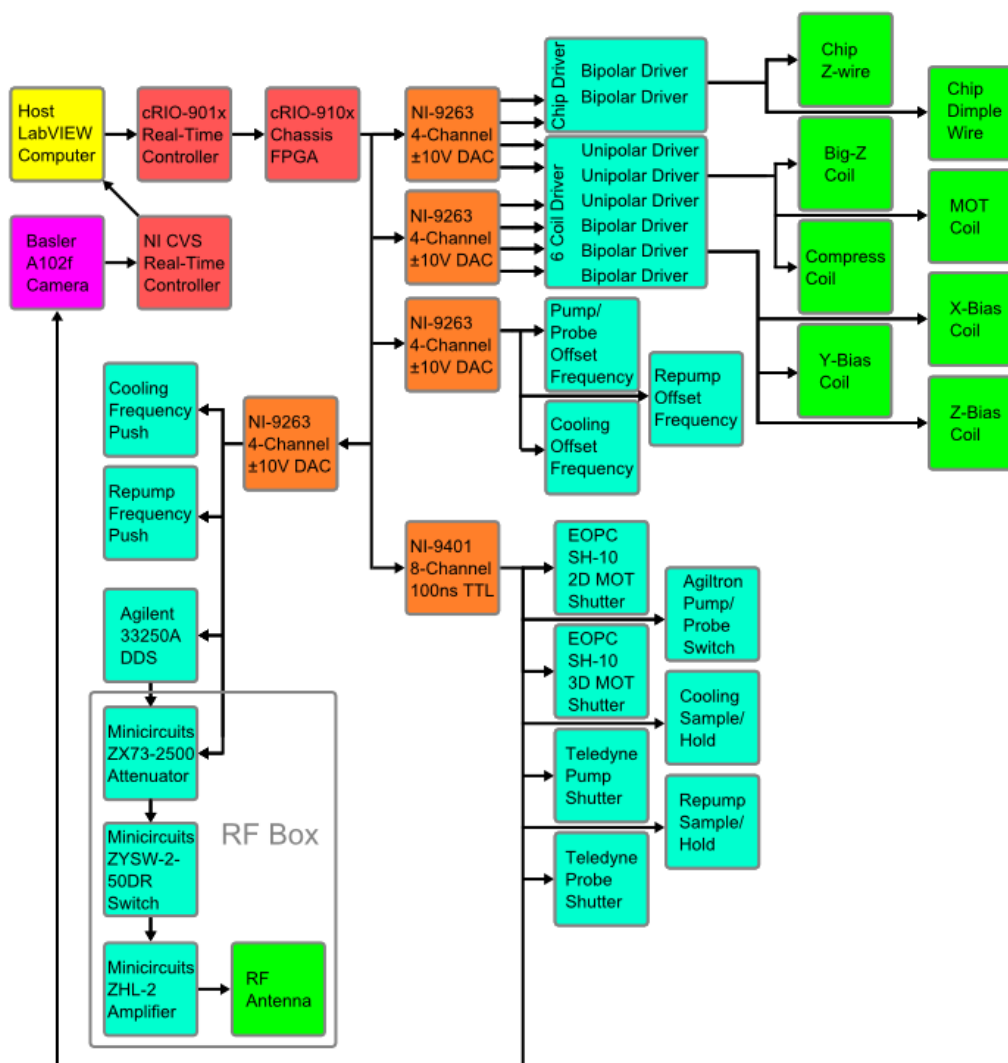 Host
LabVIEW
Computer
cRIO-901x
Real-Time
Controller
cRIO-910x
Chassis
FPGA
NI-9263
4-Channel
±10V DAC
Chip Driver
Bipolar Driver
Bipolar Driver
Chip
Z-wire
Chip
Dimple
Wire
Basler
A102f
Camera
NI CVS
Real-Time
Controller
NI-9263
4-Channel
±10V DAC
6 Coil Driver
Unipolar Driver
Unipolar Driver
Unipolar Driver
Bipolar Driver
Bipolar Driver
Bipolar Driver
Big-Z
Coil
MOT
Coil
Compress
Coil
X-Bias
Coil
Y-Bias
Coil
Z-Bias
Coil
NI-9263
4-Channel
±10V DAC
Pump/
Probe
Offset
Frequency
Repump
Offset
Frequency
Cooling
Offset
Frequency
Cooling
Frequency
Push
NI-9263
4-Channel
±10V DAC
Repump
Frequency
Push
Agilent
33250A
DDS
NI-9401
8-Channel
100ns TTL
EOPC
SH-10
2D MOT
Shutter
Agiltron
Pump/
Probe
Switch
EOPC
SH-10
3D MOT
Shutter
Cooling
Sample/
Hold
Teledyne
Pump
Shutter
Repump
Sample/
Hold
Teledyne
Probe
Shutter
Minicircuits
ZX73-2500
Attenuator
RF Box
Minicircuits
ZYSW-2-
50DR
Switch
Minicircuits
ZHL-2
Amplifier
RF
Antenna